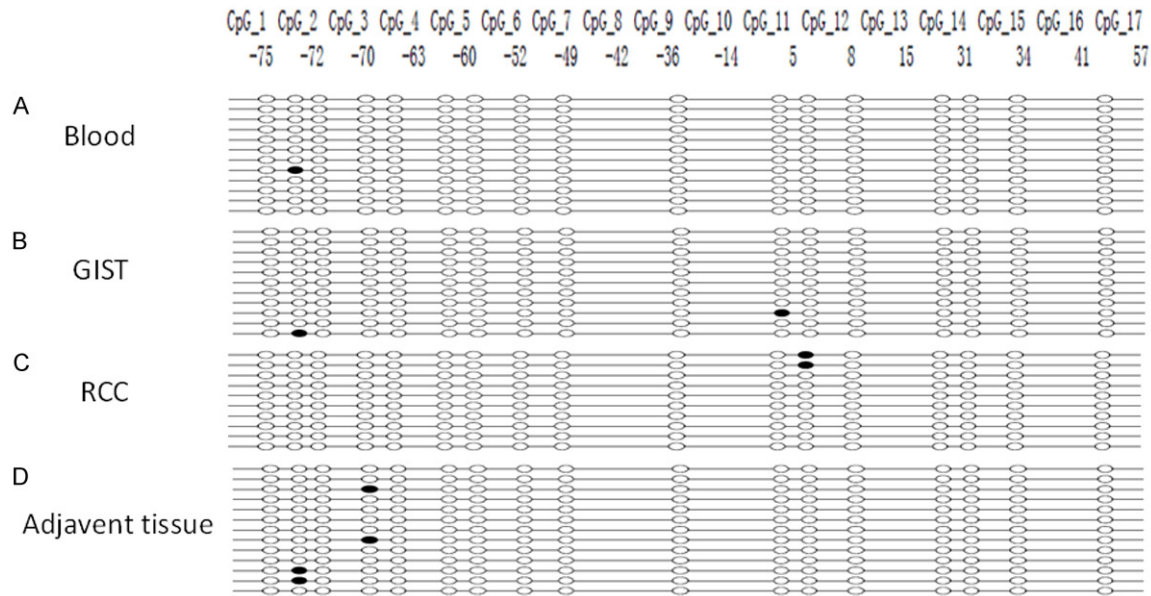 CpG_1 CpG_2 CpG_3 CpG_4 CpG_5 CpG_6 CpG_7 CpG_8 CpG_9 CpG_10 CpG_11 CpG_12 CpG_13 CpG_14 CpG_15 CpG_16 CpG_17
-75 -72 -70 -63 -60 -52 -49 -42 -36 -14 5 8 15 31 34 41 57
A
Blood
B
GIST
C
RCC
D
Adjavent tissue